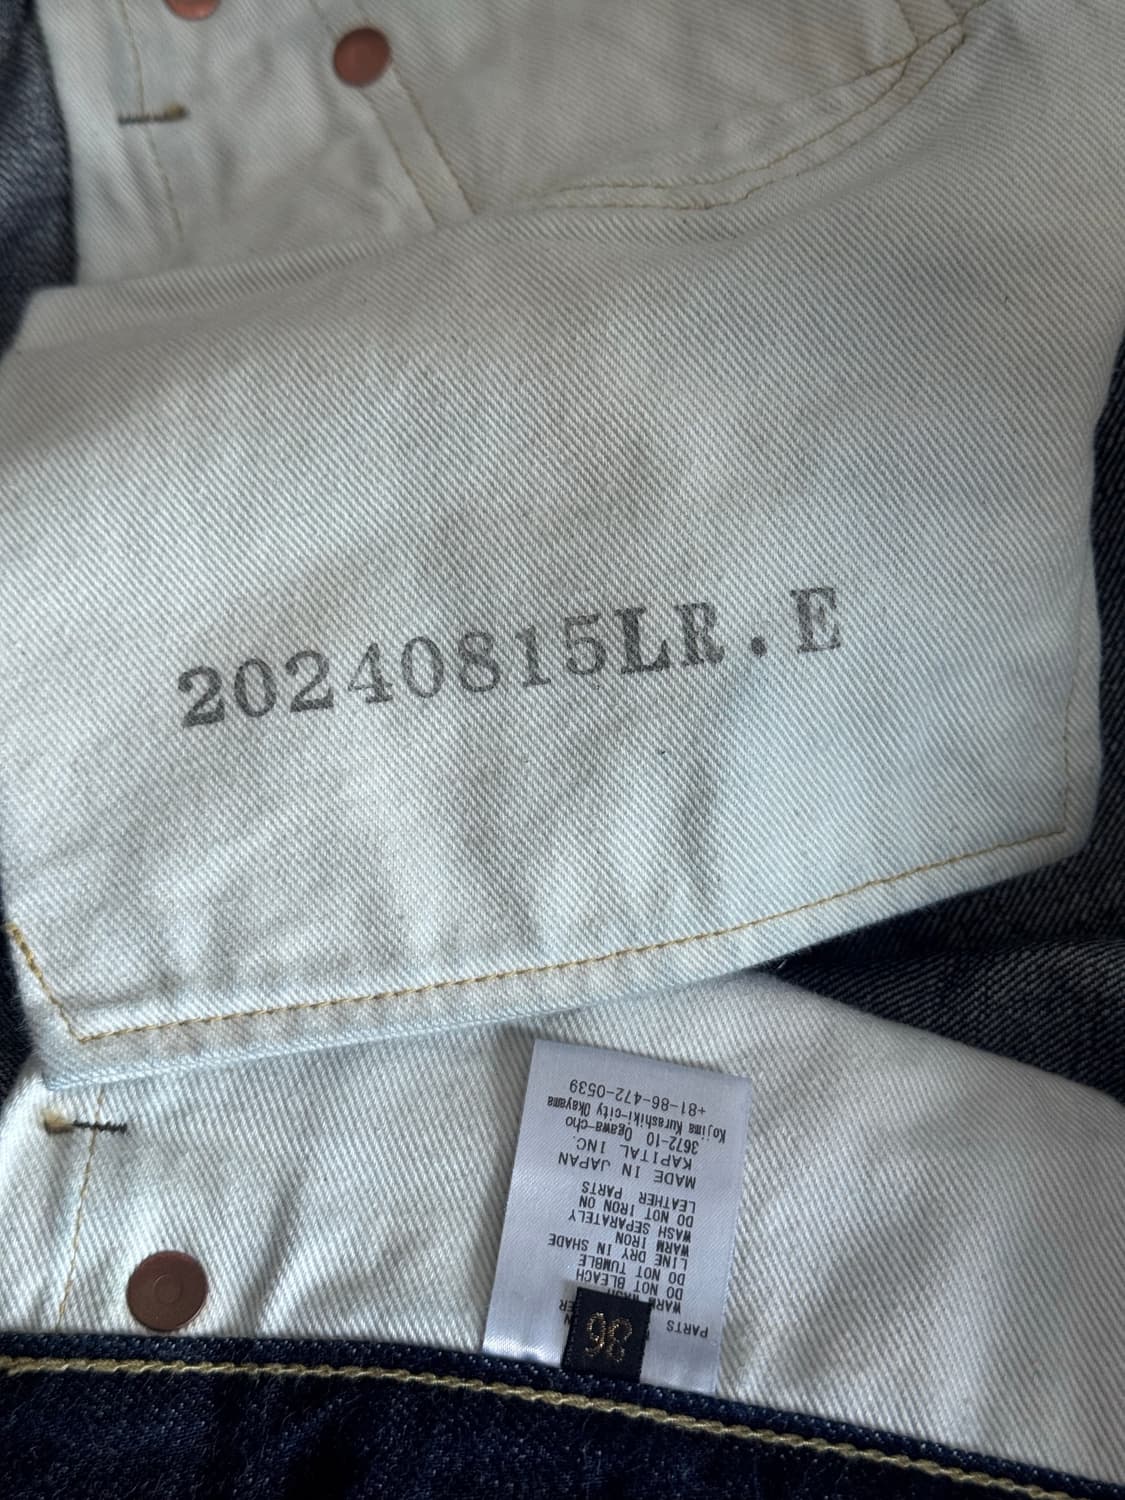 20240815LR.E
36
PARTS
DO NOT BLEACH
DO NOT TUMBLE
LINE DRY IN SHADE
WARM IRON
WASH SEPARATELY
DO NOT IRON ON
LEATHER PARTS
MADE IN JAPAN
KAPITAL INC.
3672-10 Ogawa-cho
Kojima Kurashiki-city Okayama
+81-86-472-0539